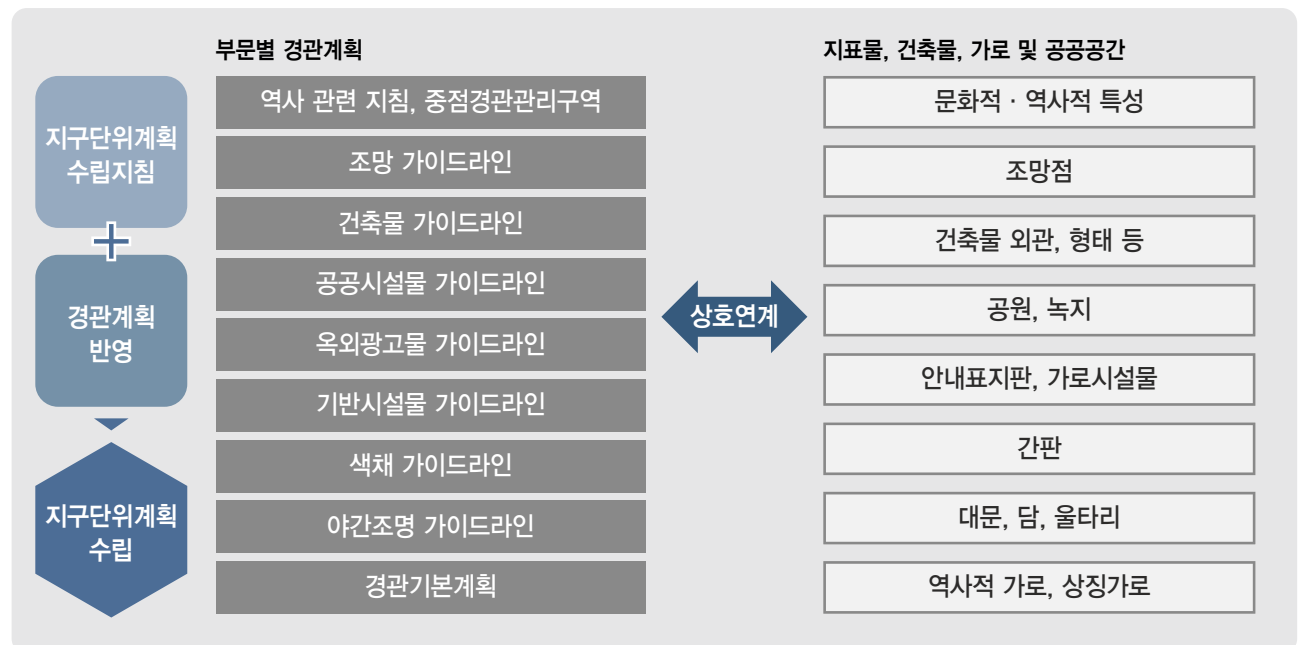 부문별 경관계획
지표물, 건축물, 가로 및 공공공간
지구단위계획
수립지침
경관계획
반영
지구단위계획
수립
역사 관련 지침, 중점경관관리구역
조망 가이드라인
건축물 가이드라인
공공시설물 가이드라인
옥외광고물 가이드라인
기반시설물 가이드라인
색채 가이드라인
야간조명 가이드라인
경관기본계획
상호연계
문화적 · 역사적 특성
조망점
건축물 외관, 형태 등
공원, 녹지
안내표지판, 가로시설물
간판
대문, 담, 울타리
역사적 가로, 상징가로